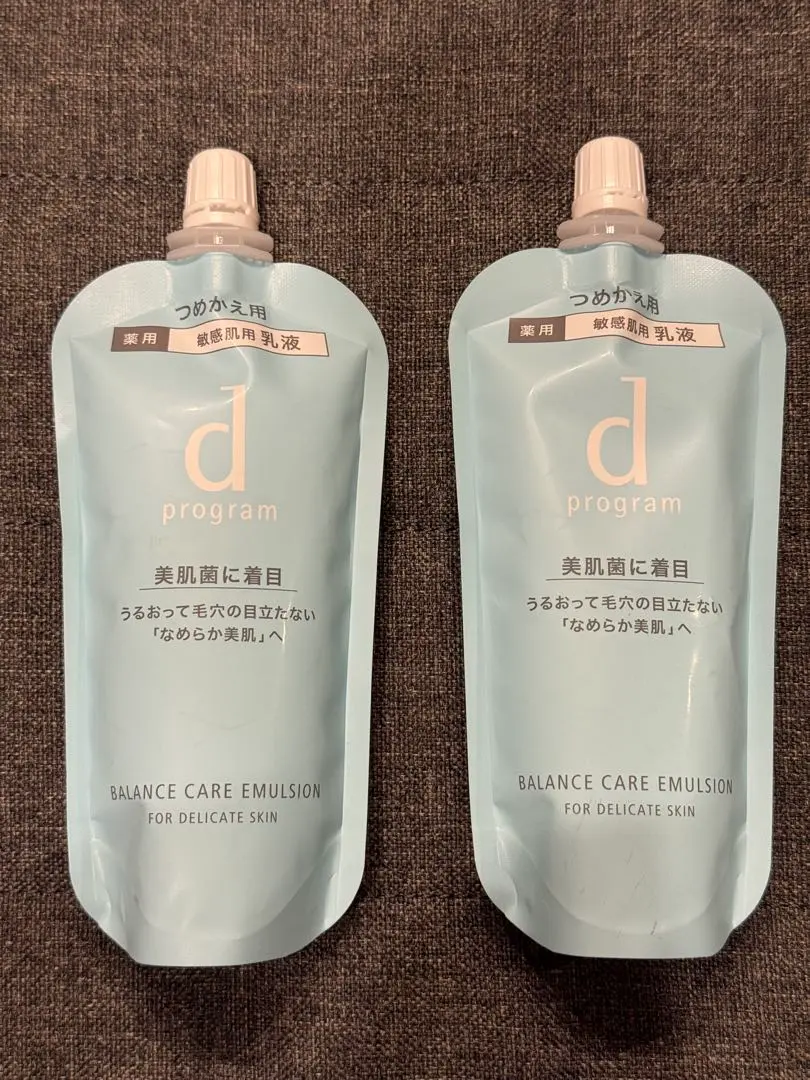 つめかえ用
薬用 敏感肌用 乳液
d
program
美肌菌に着目
うるおって毛穴の目立たない
「なめらか美肌」へ
BALANCE CARE EMULSION
FOR DELICATE SKIN
つめかえ用
薬用 敏感肌用 乳液
d
program
美肌菌に着目
うるおって毛穴の目立たない
「なめらか美肌」へ
BALANCE CARE EMULSION
FOR DELICATE SKIN